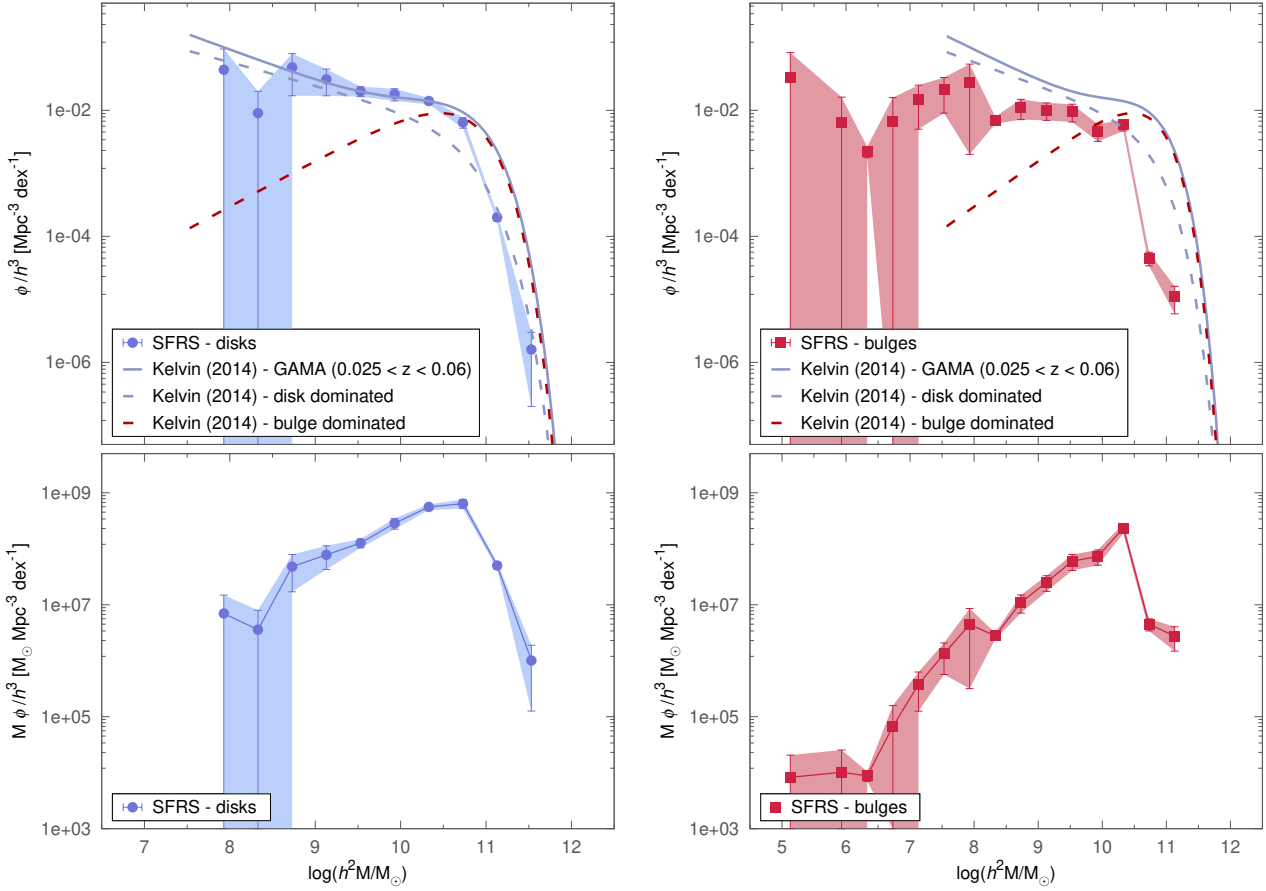 1e-02
1e-04
1e-06
ϕ /h³ [Mpc⁻³ dex⁻¹]
SFRS - disks
Kelvin (2014) - GAMA (0.025 < z < 0.06)
Kelvin (2014) - disk dominated
Kelvin (2014) - bulge dominated
1e-02
1e-04
1e-06
ϕ /h³ [Mpc⁻³ dex⁻¹]
SFRS - bulges
Kelvin (2014) - GAMA (0.025 < z < 0.06)
Kelvin (2014) - disk dominated
Kelvin (2014) - bulge dominated
1e+09
1e+07
1e+05
1e+03
M ϕ /h³ [M⊙ Mpc⁻³ dex⁻¹]
SFRS - disks
7 8 9 10 11 12
log(h²M/M⊙)
1e+09
1e+07
1e+05
1e+03
M ϕ /h³ [M⊙ Mpc⁻³ dex⁻¹]
SFRS - bulges
5 6 7 8 9 10 11 12
log(h²M/M⊙)